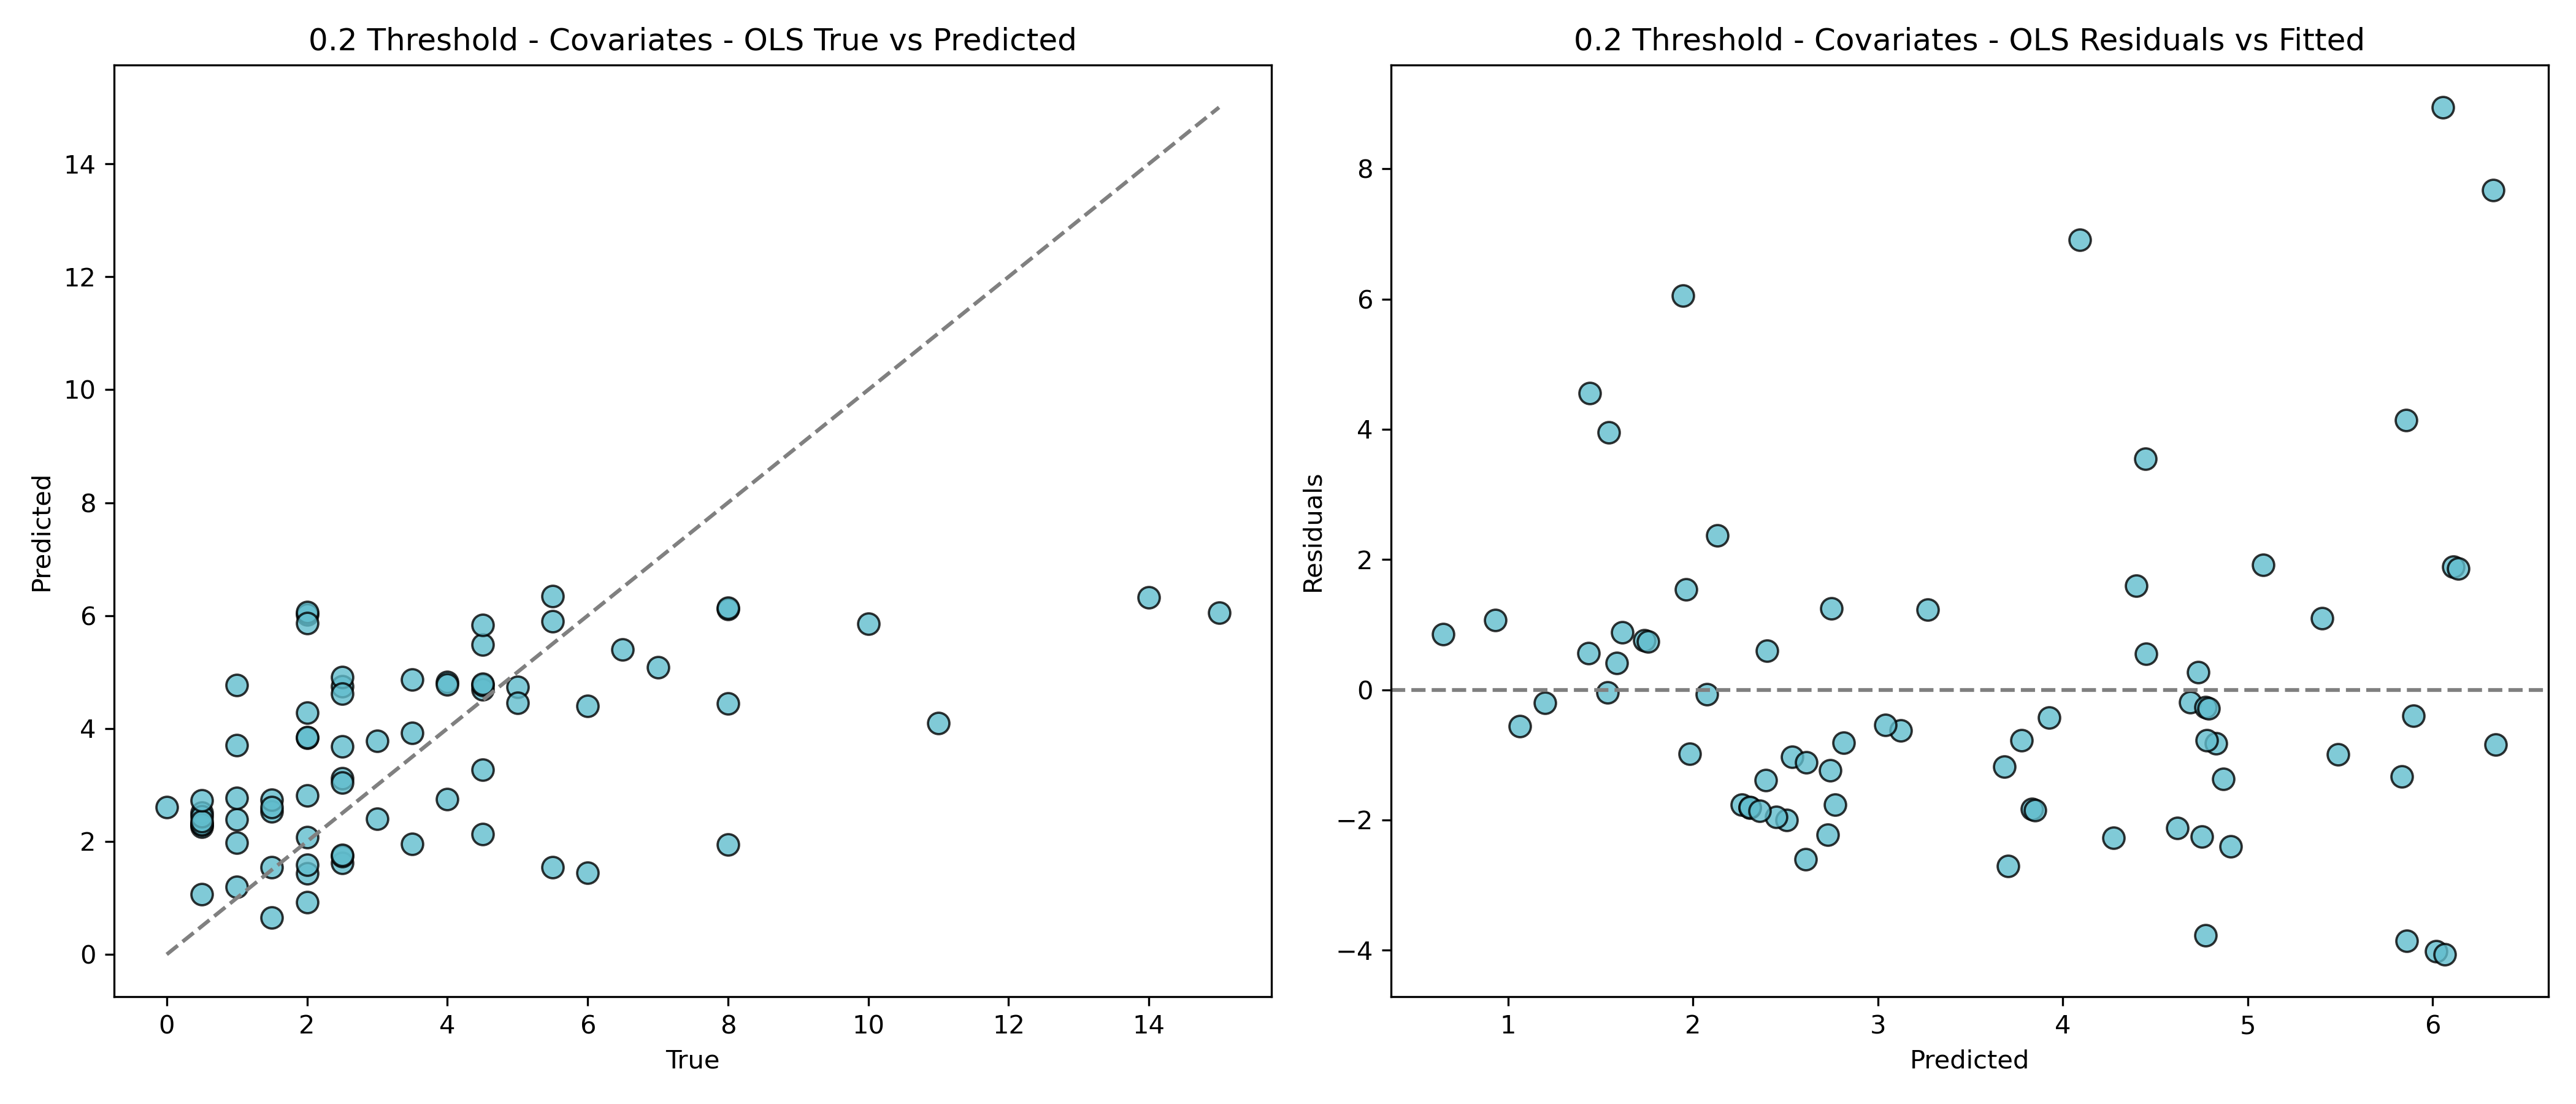 0.2 Threshold - Covariates - OLS True vs Predicted
14
12
10
8
6
4
2
0
Predicted
0 2 4 6 8 10 12 14
True
0.2 Threshold - Covariates - OLS Residuals vs Fitted
8
6
4
2
0
−2
−4
Residuals
1 2 3 4 5 6
Predicted